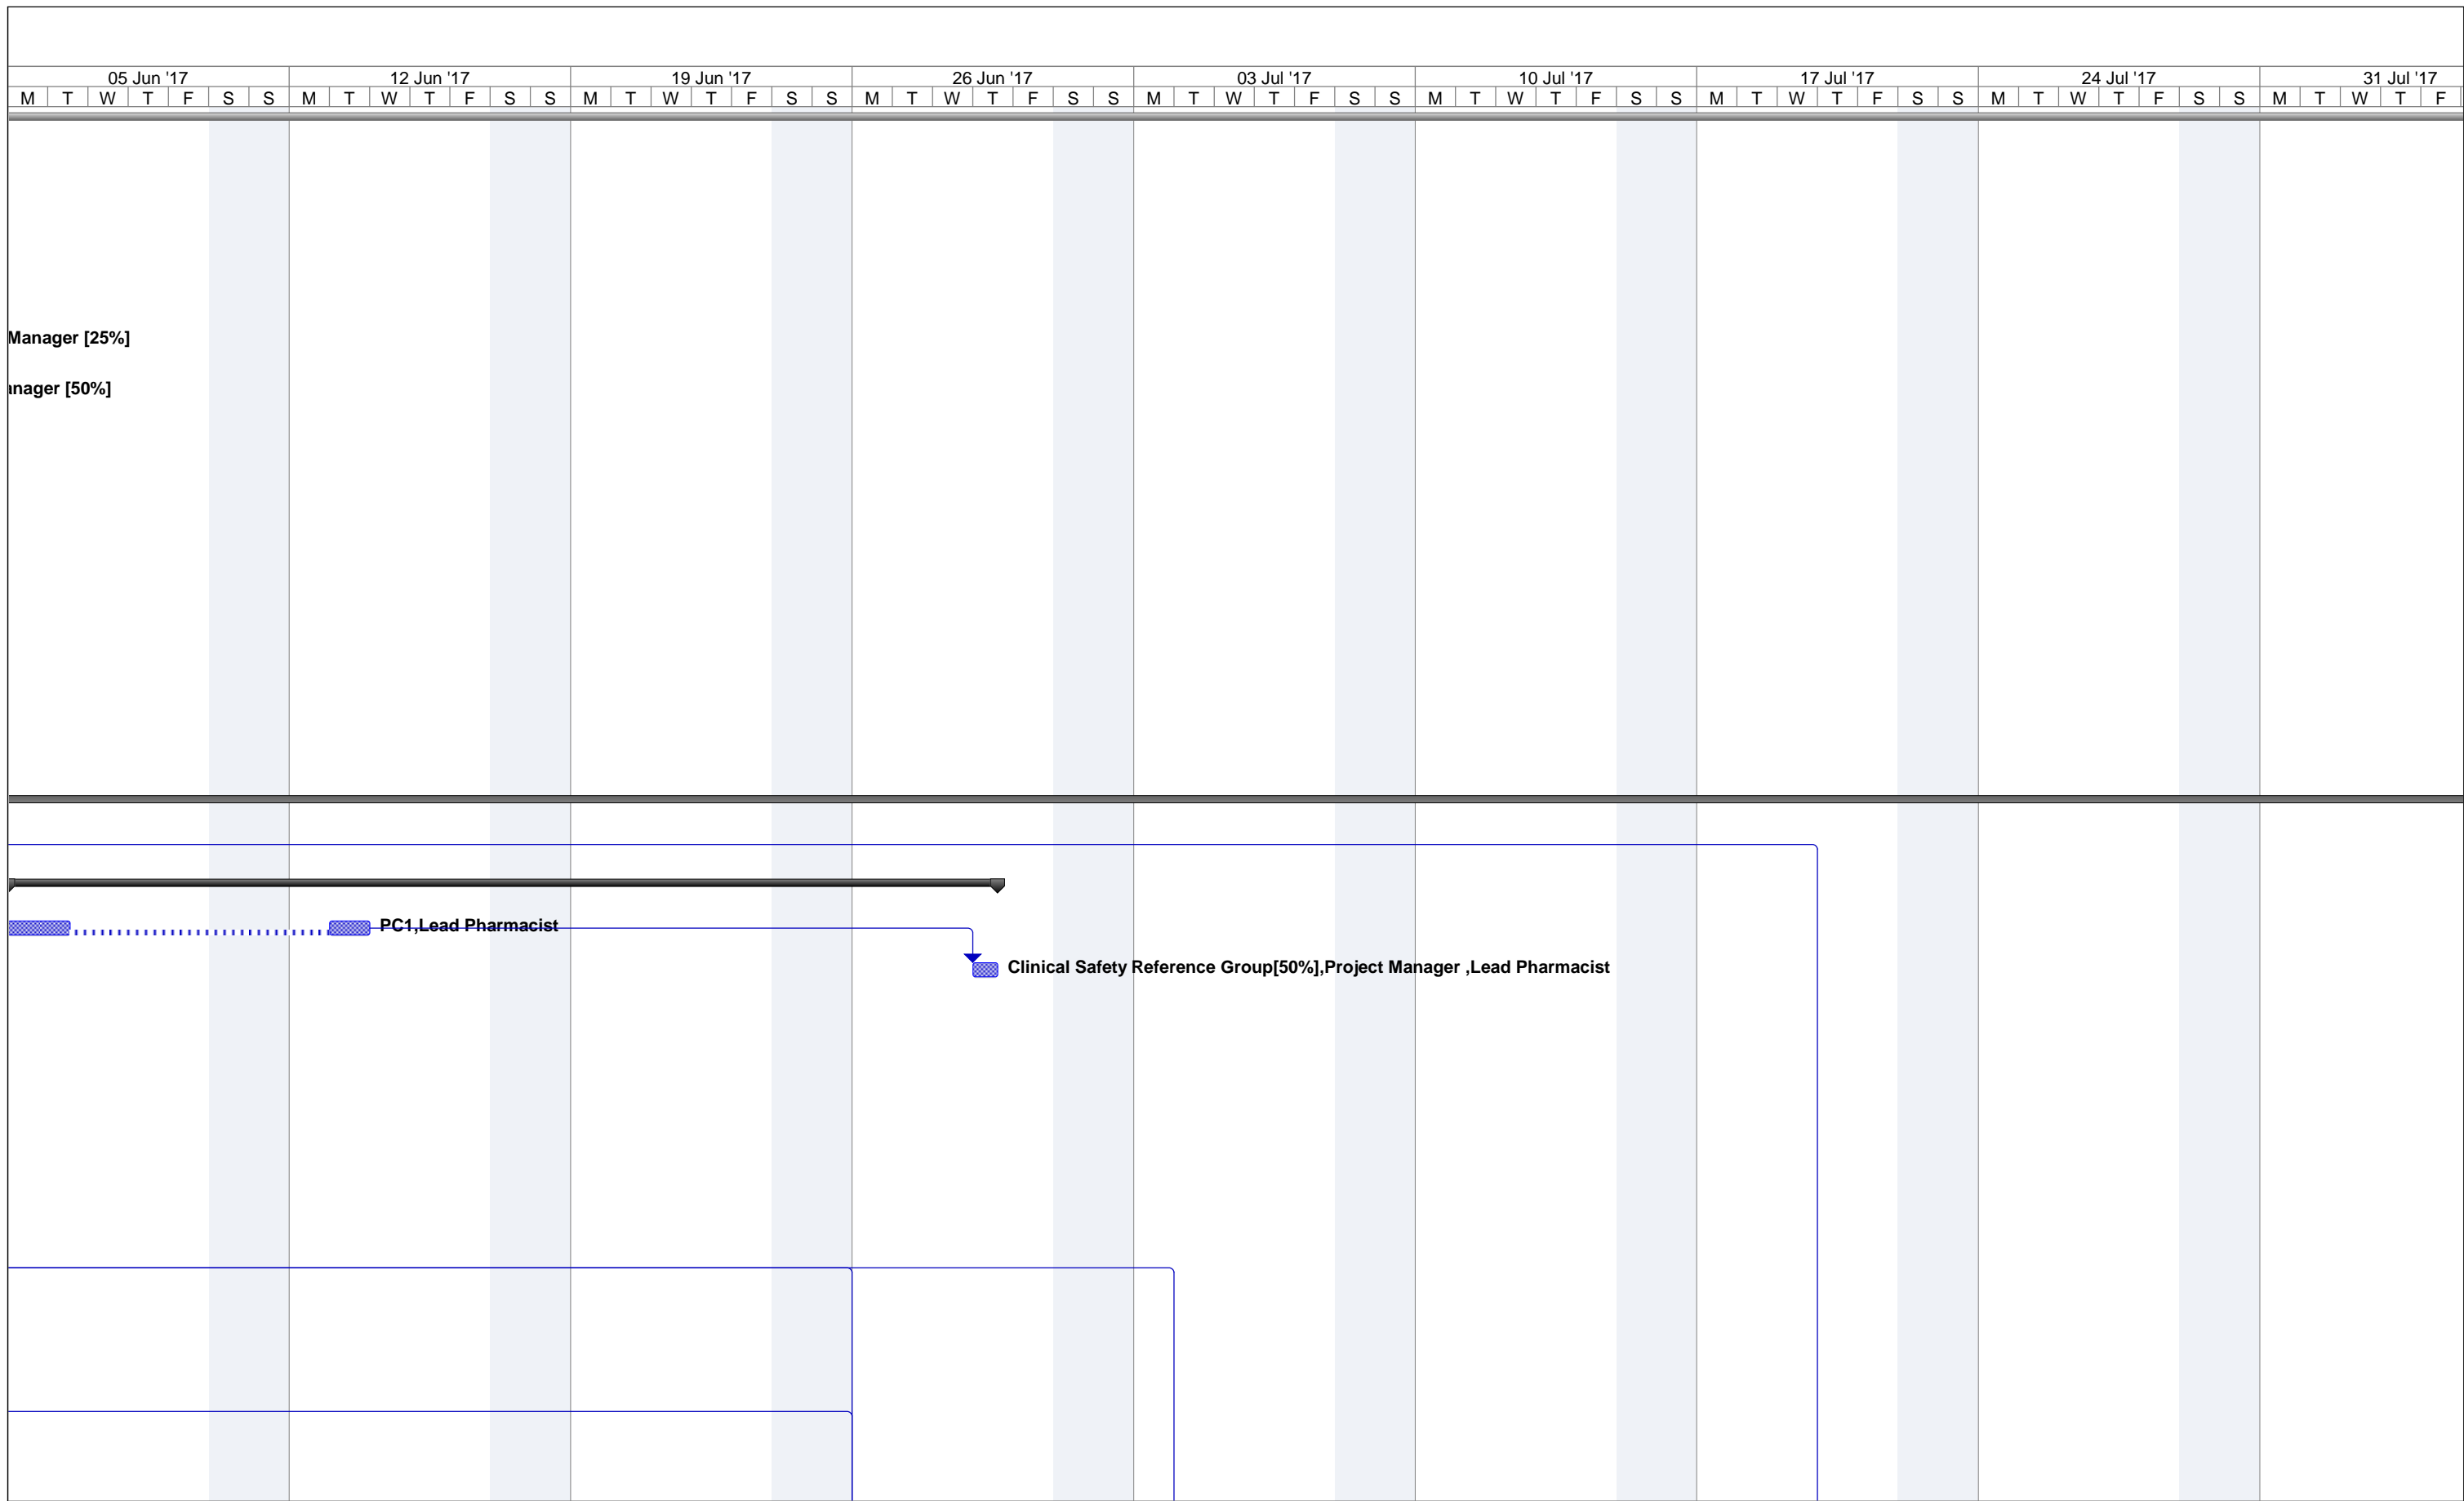 05 Jun '17 12 Jun '17 19 Jun '17 26 Jun '17 03 Jul '17 10 Jul '17 17 Jul '17 24 Jul '17 31 Jul '17
M T W T F S S M T W T F S S M T W T F S S M T W T F S S M T W T F S S M T W T F S S M T W T F S S M T W T F S S M T W T F
Manager [25%]
anager [50%]
PC1,Lead Pharmacist
Clinical Safety Reference Group[50%],Project Manager ,Lead Pharmacist